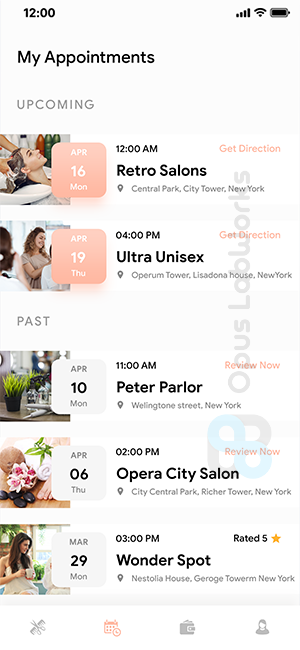 12:00
My Appointments
UPCOMING
APR
16
Mon
12:00 AM
Get Direction
Retro Salons
Central Park, City Tower, New York
APR
19
Thu
04:00 PM
Get Direction
Ultra Unisex
Operum Tower, Lisadona house, NewYork
PAST
APR
10
Mon
11:00 AM
Review Now
Peter Parlor
Welingtone street, New York
APR
06
Thu
02:00 PM
Review Now
Opera City Salon
City Central Park, Richer Tower, New York
MAR
29
Mon
03:00 PM
Rated 5
Wonder Spot
Nestolia House, Geroge Towerm New York
Opus Labworks